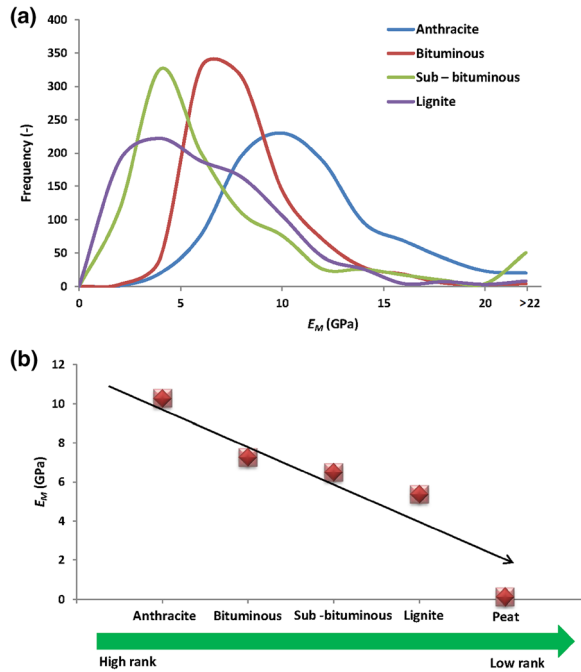 (a)
400
350
300
250
200
150
100
50
0
Frequency (-)
Anthracite
Bituminous
Sub – bituminous
Lignite
0 5 10 15 20 >22
E_M (GPa)
(b)
12
10
8
6
4
2
0
E_M (GPa)
Anthracite Bituminous Sub -bituminous Lignite Peat
High rank Low rank